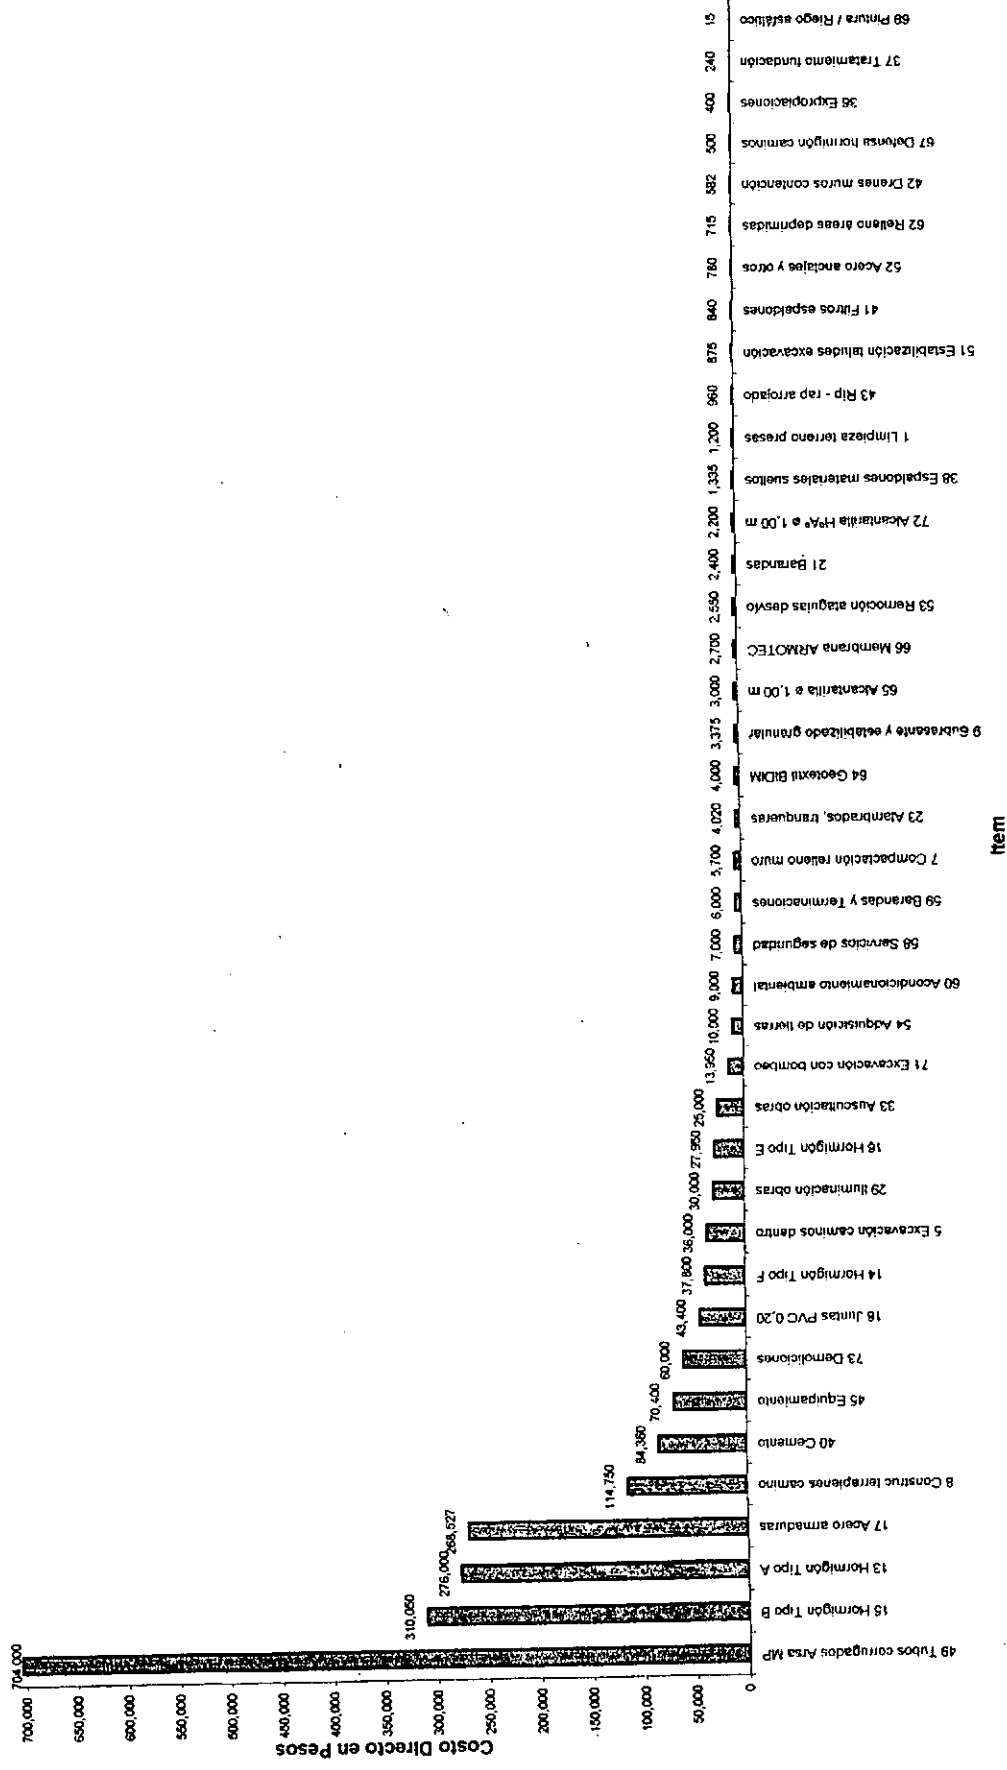 Costo Directo en Pesos
700,000
650,000
600,000
550,000
500,000
450,000
400,000
350,000
300,000
250,000
200,000
150,000
100,000
50,000
0
704,000
310,050
276,000
268,527
114,750
84,360
70,400
60,000
43,400
37,800
36,000
30,000
27,950
25,000
13,950
10,000
9,000
7,000
6,000
5,700
4,020
4,000
3,375
3,000
2,700
2,550
2,400
2,200
1,335
1,200
960
875
840
780
715
582
500
400
240
15
49 Tubos corrugados Arsa MP
15 Hormigón Tipo B
13 Hormigón Tipo A
17 Acero armaduras
8 Construc terraplenes camino
40 Cemento
45 Equipamiento
73 Demoliciones
18 Juntas PVC 0,20
14 Hormigón Tipo F
5 Excavación caminos dentro
29 Iluminación obras
16 Hormigón Tipo E
33 Auscultación obras
71 Excavación con bombeo
54 Adquisición de tierras
60 Acondicionamiento ambiental
58 Servicios de seguridad
59 Barandas y Terminaciones
7 Compactación relleno muro
23 Alambrados, tranqueras
64 Geotextil BIDIM
9 Subrasante y estabilizado granular
65 Alcantarilla e 1,00 m
66 Membrana ARMOTEC
53 Remoción ataguías desvío
21 Barandas
72 Alcantarilla HºAº e 1,00 m
38 Espaldones materiales sueltos
1 Limpieza terreno presas
43 Rip - rap arrojado
51 Estabilización taludes excavación
41 Filtros espaldones
52 Acero anclajes y otros
62 Relleno áreas deprimidas
42 Drenes muros contención
67 Defensa hormigón caminos
36 Expropiaciones
37 Tratamiento fundación
69 Pintura / Riego asfáltico
Item